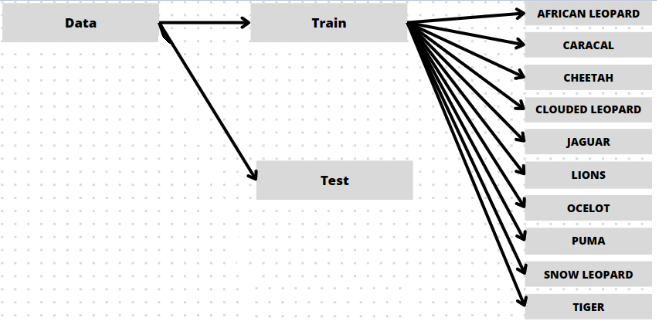 Data
Train
Test
AFRICAN LEOPARD
CARACAL
CHEETAH
CLOUDED LEOPARD
JAGUAR
LIONS
OCELOT
PUMA
SNOW LEOPARD
TIGER